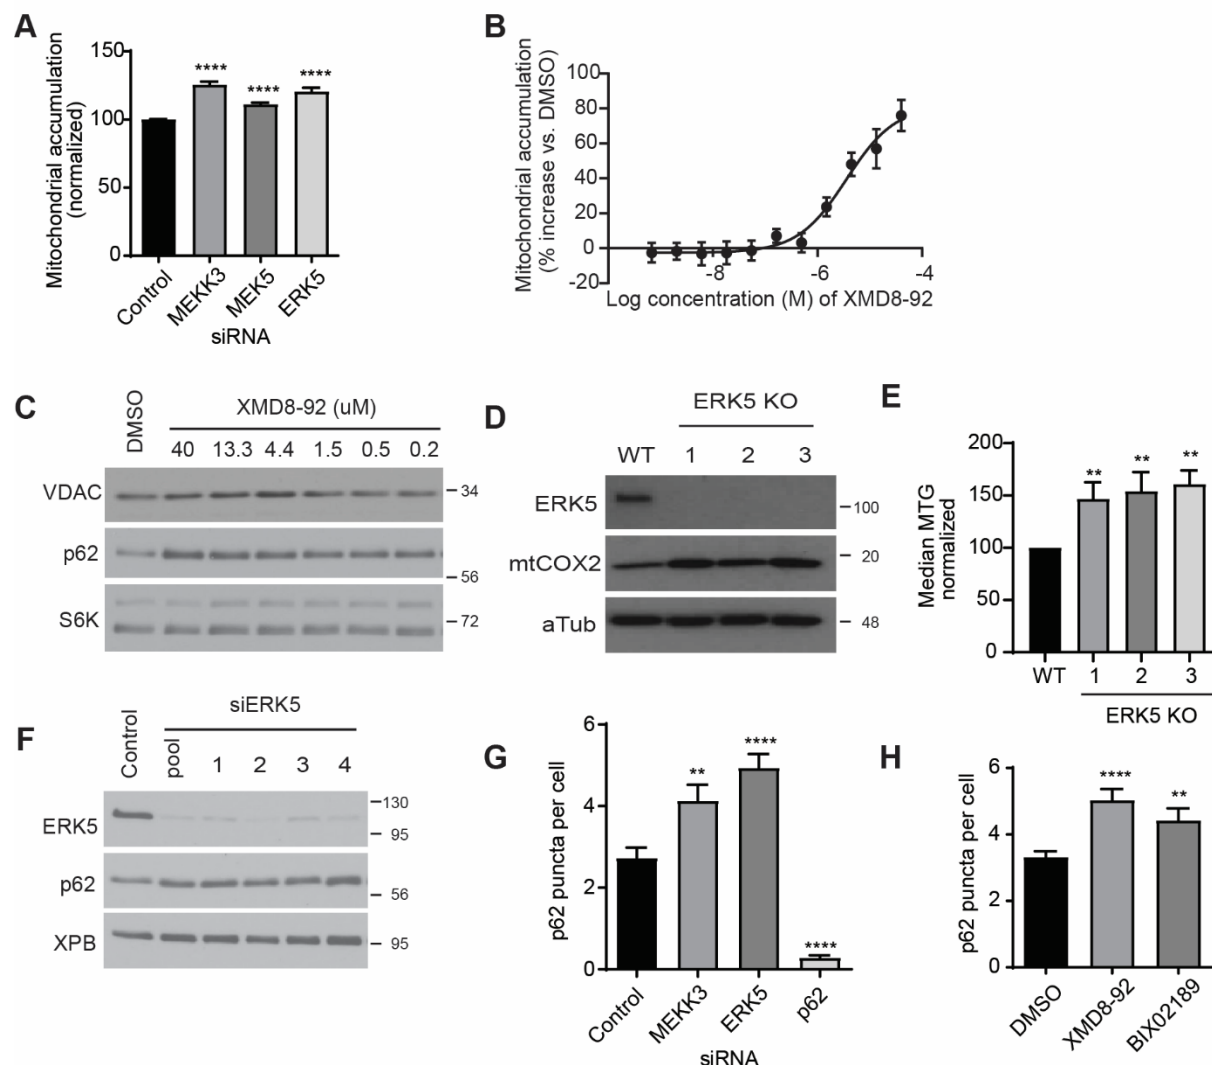 A
Mitochondrial accumulation
(normalized)
150
100
50
0
****
****
****
Control
MEKK3
MEK5
ERK5
siRNA
B
Mitochondrial accumulation
(% increase vs. DMSO)
100
80
60
40
20
0
-20
-8
-6
-4
Log concentration (M) of XMD8-92
C
DMSO
XMD8-92 (uM)
40 13.3 4.4 1.5 0.5 0.2
VDAC
34
p62
56
S6K
72
D
ERK5 KO
WT 1 2 3
ERK5
100
mtCOX2
20
aTub
48
E
Median MTG
normalized
200
150
100
50
0
**
**
**
WT 1 2 3
ERK5 KO
F
Control
siERK5
pool 1 2 3 4
ERK5
130
95
p62
56
XPB
95
G
p62 puncta per cell
6
4
2
0
**
****
****
Control
MEKK3
ERK5
p62
siRNA
H
p62 puncta per cell
6
4
2
0
****
**
DMSO
XMD8-92
BIX02189